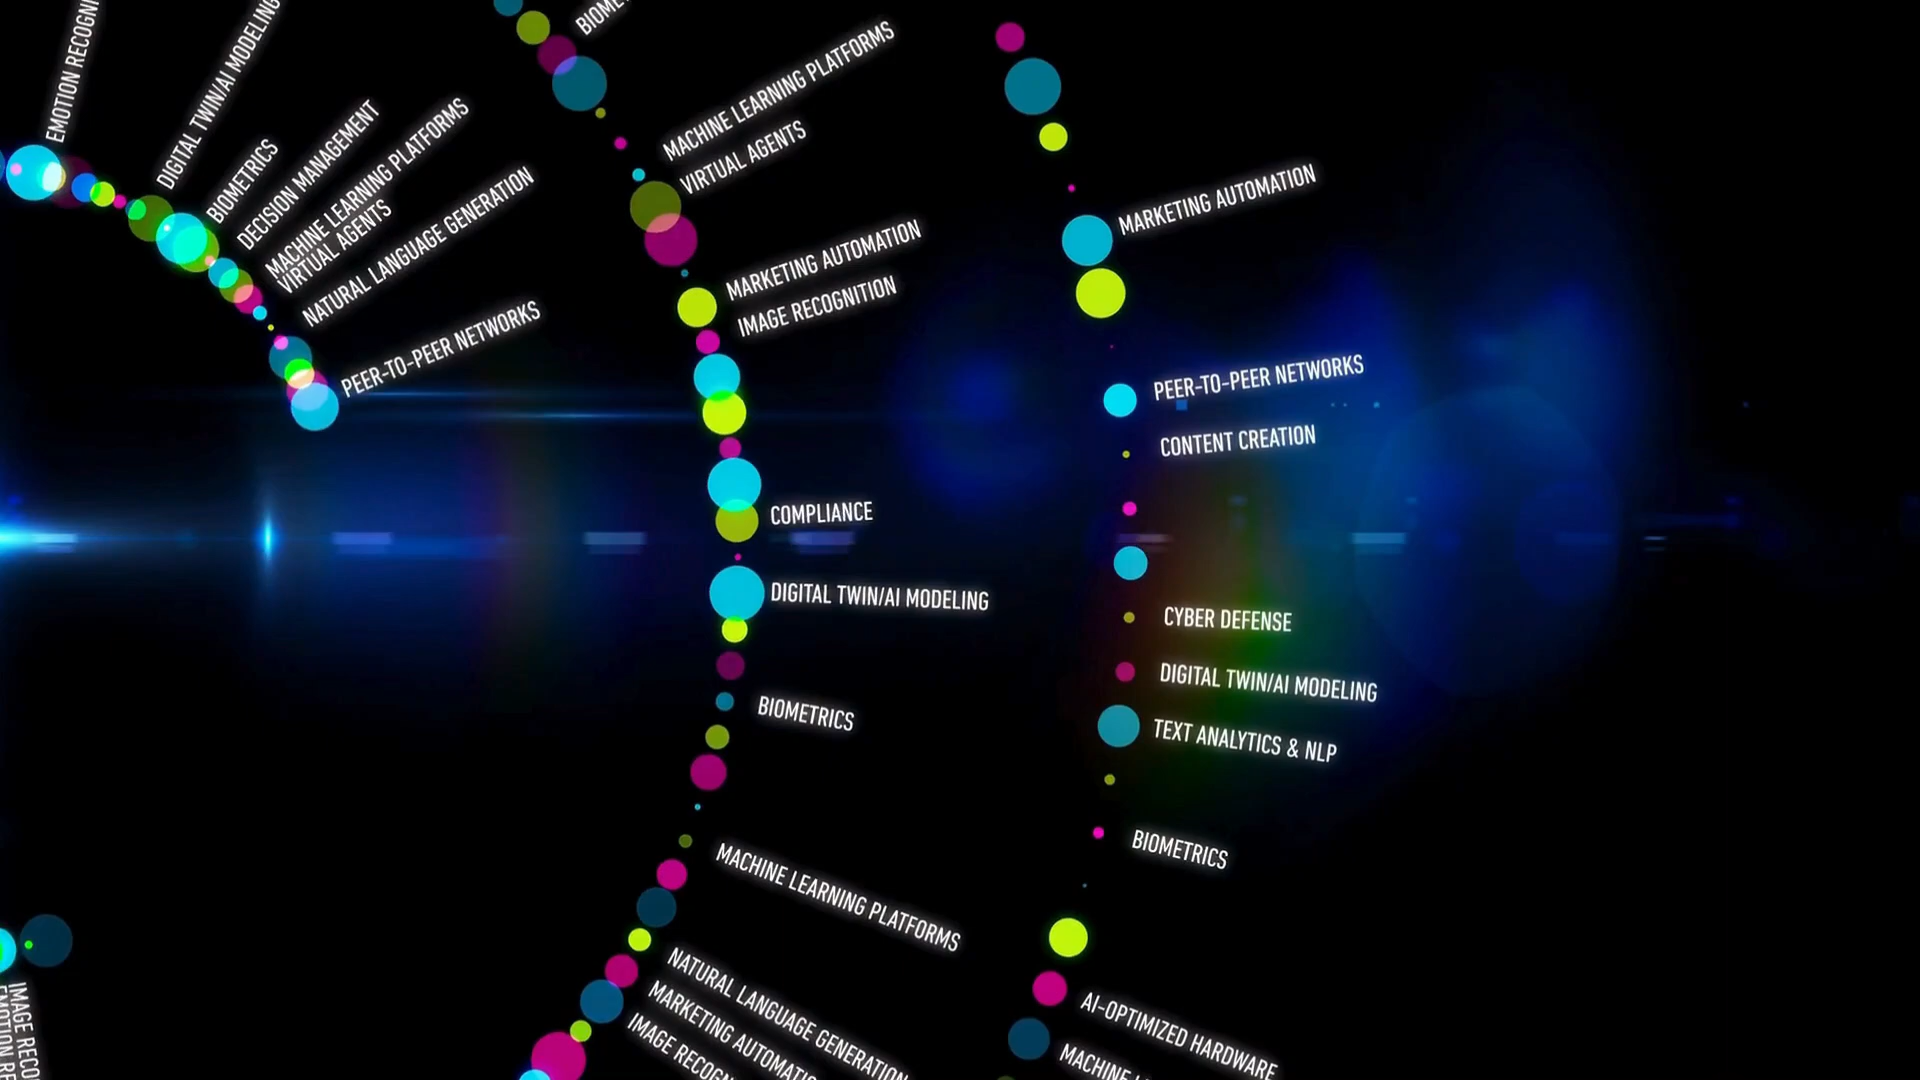 EMOTION RECOGNI
DIGITAL TWIN/AI MODELING
BIOMETRICS
DECISION MANAGEMENT
MACHINE LEARNING PLATFORMS
VIRTUAL AGENTS
NATURAL LANGUAGE GENERATION
PEER-TO-PEER NETWORKS
IMAGE RECO
EMOTION RE
BIOME
MACHINE LEARNING PLATFORMS
VIRTUAL AGENTS
MARKETING AUTOMATION
IMAGE RECOGNITION
COMPLIANCE
DIGITAL TWIN/AI MODELING
BIOMETRICS
MACHINE LEARNING PLATFORMS
NATURAL LANGUAGE GENERATION
MARKETING AUTOMATIO
IMAGE RECOGN
MARKETING AUTOMATION
PEER-TO-PEER NETWORKS
CONTENT CREATION
CYBER DEFENSE
DIGITAL TWIN/AI MODELING
TEXT ANALYTICS & NLP
BIOMETRICS
AI-OPTIMIZED HARDWARE
MACHINE L